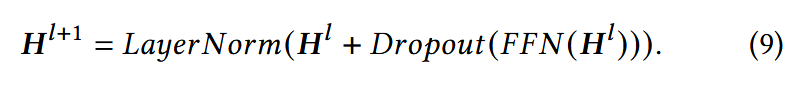 H^{l+1} = LayerNorm(H^l + Dropout(FFN(H^l))). (9)